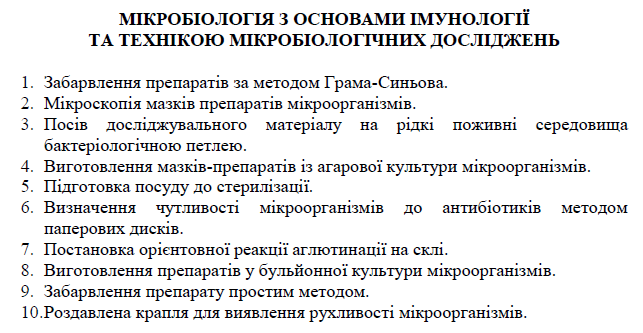 МІКРОБІОЛОГІЯ З ОСНОВАМИ ІМУНОЛОГІЇ
ТА ТЕХНІКОЮ МІКРОБІОЛОГІЧНИХ ДОСЛІДЖЕНЬ
1. Забарвлення препаратів за методом Грама-Синьова.
2. Мікроскопія мазків препаратів мікроорганізмів.
3. Посів досліджувального матеріалу на рідкі поживні середовища
бактеріологічною петлею.
4. Виготовлення мазків-препаратів із агарової культури мікроорганізмів.
5. Підготовка посуду до стерилізації.
6. Визначення чутливості мікроорганізмів до антибіотиків методом
паперових дисків.
7. Постановка орієнтовної реакції аглютинації на склі.
8. Виготовлення препаратів у бульйонної культури мікроорганізмів.
9. Забарвлення препарату простим методом.
10.Роздавлена крапля для виявлення рухливості мікроорганізмів.